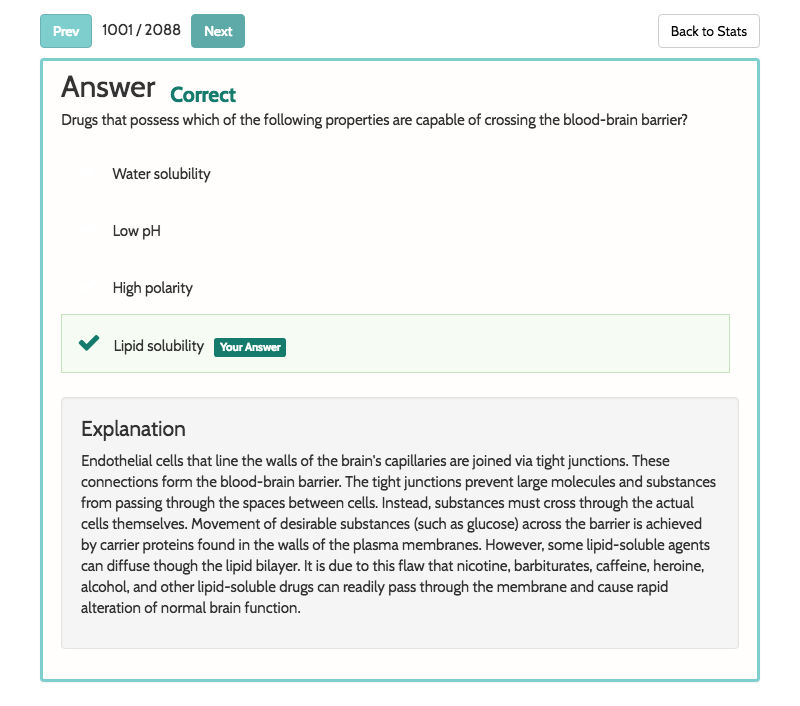 Prev 1001 / 2088 Next Back to Stats
Answer Correct
Drugs that possess which of the following properties are capable of crossing the blood-brain barrier?
Water solubility
Low pH
High polarity
Lipid solubility Your Answer
Explanation
Endothelial cells that line the walls of the brain's capillaries are joined via tight junctions. These
connections form the blood-brain barrier. The tight junctions prevent large molecules and substances
from passing through the spaces between cells. Instead, substances must cross through the actual
cells themselves. Movement of desirable substances (such as glucose) across the barrier is achieved
by carrier proteins found in the walls of the plasma membranes. However, some lipid-soluble agents
can diffuse though the lipid bilayer. It is due to this flaw that nicotine, barbiturates, caffeine, heroine,
alcohol, and other lipid-soluble drugs can readily pass through the membrane and cause rapid
alteration of normal brain function.